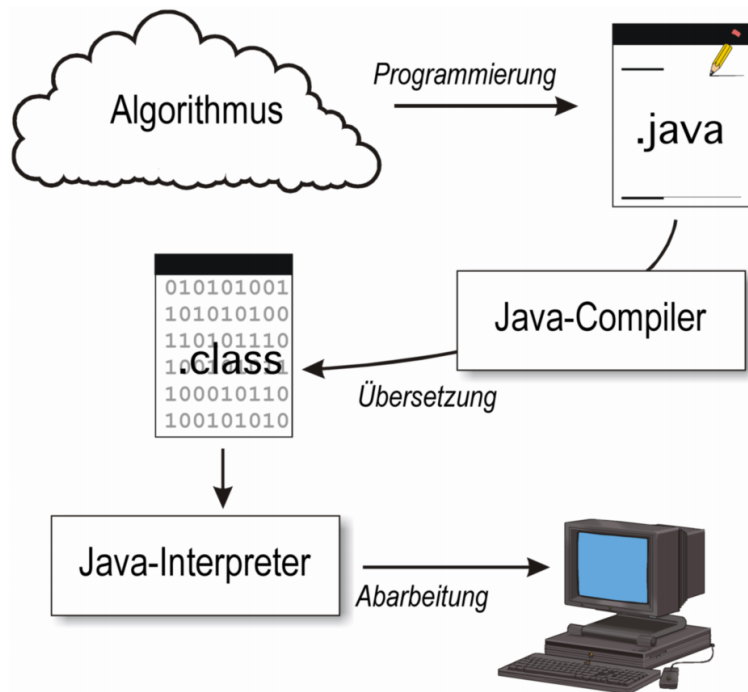 Algorithmus
Programmierung
.java
Java-Compiler
010101001
101010100
110101110
.class
100010110
100101010
Übersetzung
Java-Interpreter
Abarbeitung